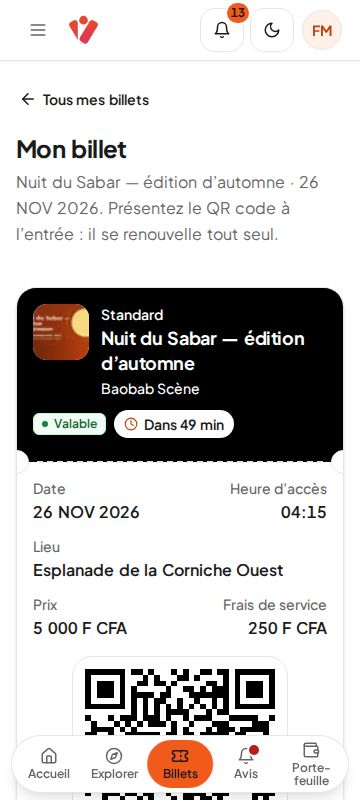 13
FM
Tous mes billets
Mon billet
Nuit du Sabar — édition d’automne · 26
NOV 2026. Présentez le QR code à
l’entrée : il se renouvelle tout seul.
Standard
Nuit du Sabar — édition
d’automne
Baobab Scène
Valable
Dans 49 min
Date
Heure d’accès
26 NOV 2026
04:15
Lieu
Esplanade de la Corniche Ouest
Prix
Frais de service
5 000 F CFA
250 F CFA
Accueil
Explorer
Billets
Avis
Porte-
feuille